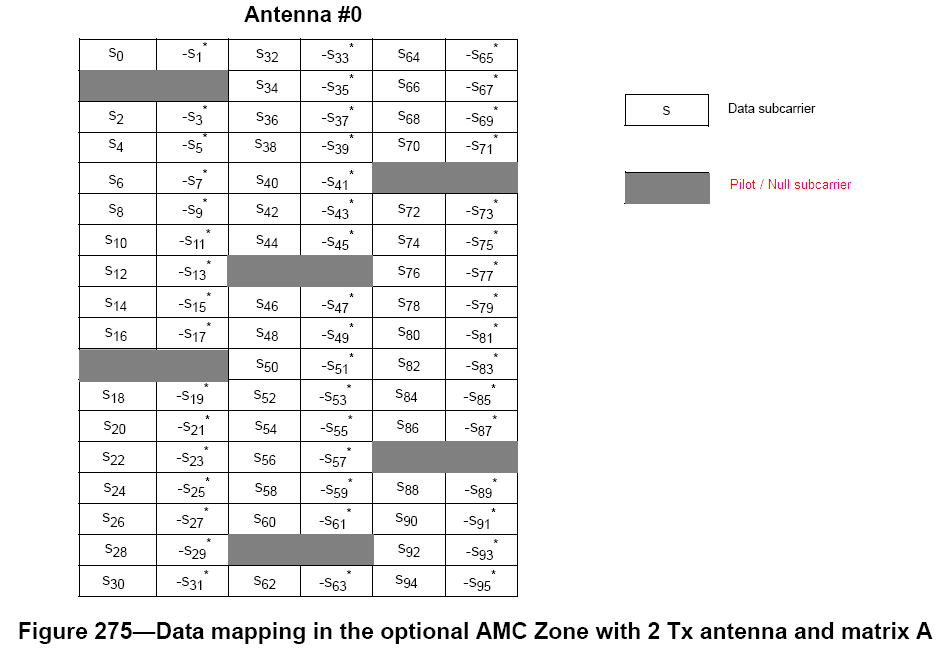 Antenna #0
s0 -s1* s32 -s33* s64 -s65*
s34 -s35* s66 -s67*
s2 -s3* s36 -s37* s68 -s69*
s4 -s5* s38 -s39* s70 -s71*
s6 -s7* s40 -s41*
s8 -s9* s42 -s43* s72 -s73*
s10 -s11* s44 -s45* s74 -s75*
s12 -s13* s76 -s77*
s14 -s15* s46 -s47* s78 -s79*
s16 -s17* s48 -s49* s80 -s81*
s50 -s51* s82 -s83*
s18 -s19* s52 -s53* s84 -s85*
s20 -s21* s54 -s55* s86 -s87*
s22 -s23* s56 -s57*
s24 -s25* s58 -s59* s88 -s89*
s26 -s27* s60 -s61* s90 -s91*
s28 -s29* s92 -s93*
s30 -s31* s62 -s63* s94 -s95*
s Data subcarrier
Pilot / Null subcarrier
Figure 275—Data mapping in the optional AMC Zone with 2 Tx antenna and matrix A